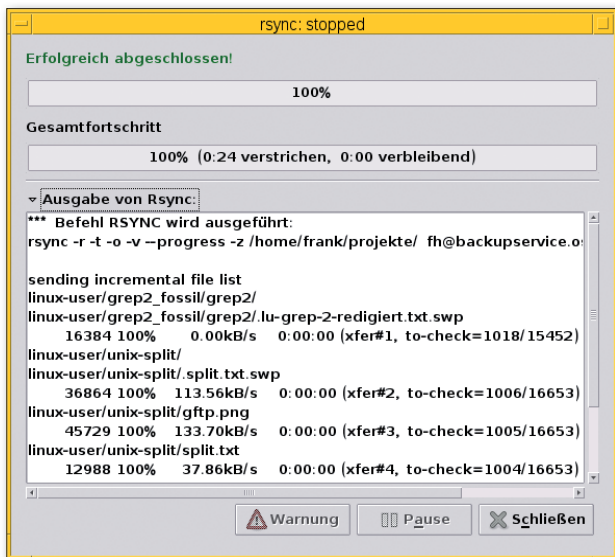 rsync: stopped
Erfolgreich abgeschlossen!
100%
Gesamtfortschritt
100% (0:24 verstrichen, 0:00 verbleibend)
Ausgabe von Rsync:
*** Befehl RSYNC wird ausgeführt:
rsync -r -t -o -v --progress -z /home/frank/projekte/ fh@backupservice.o
sending incremental file list
linux-user/grep2_fossil/grep2/
linux-user/grep2_fossil/grep2/.lu-grep-2-redigiert.txt.swp
16384 100% 0.00kB/s 0:00:00 (xfer#1, to-check=1018/15452)
linux-user/unix-split/
linux-user/unix-split/.split.txt.swp
36864 100% 113.56kB/s 0:00:00 (xfer#2, to-check=1006/16653)
linux-user/unix-split/gftp.png
45729 100% 133.70kB/s 0:00:00 (xfer#3, to-check=1005/16653)
linux-user/unix-split/split.txt
12988 100% 37.86kB/s 0:00:00 (xfer#4, to-check=1004/16653)
Warnung Pause Schließen